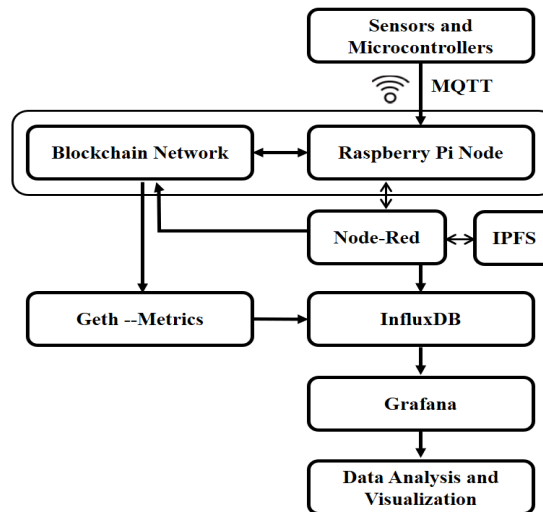 Sensors and
Microcontrollers
MQTT
Blockchain Network
Raspberry Pi Node
Node-Red
IPFS
Geth --Metrics
InfluxDB
Grafana
Data Analysis and
Visualization